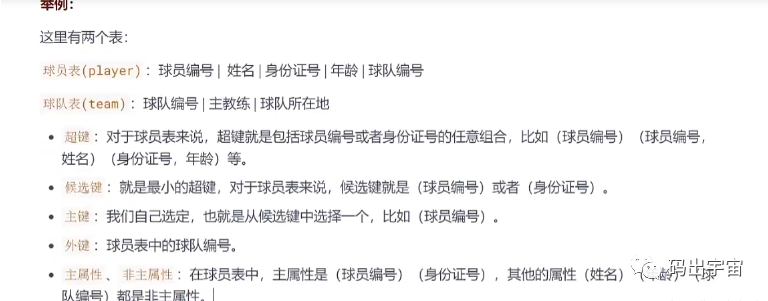 举例：
这里有两个表：
球员表(player)：球员编号 | 姓名 | 身份证号 | 年龄 | 球队编号
球队表(team)：球队编号 | 主教练 | 球队所在地
超键：对于球员表来说，超键就是包括球员编号或者身份证号的任意组合，比如（球员编号）（球员编号，
姓名）（身份证号，年龄）等。
候选键：就是最小的超键，对于球员表来说，候选键就是（球员编号）或者（身份证号）。
主键：我们自己选定，也就是从候选键中选择一个，比如（球员编号）。
外键：球员表中的球队编号。
主属性、非主属性：在球员表中，主属性是（球员编号）（身份证号），其他的属性（姓名）（年龄）（球
队编号）都是非主属性。
码出宇宙